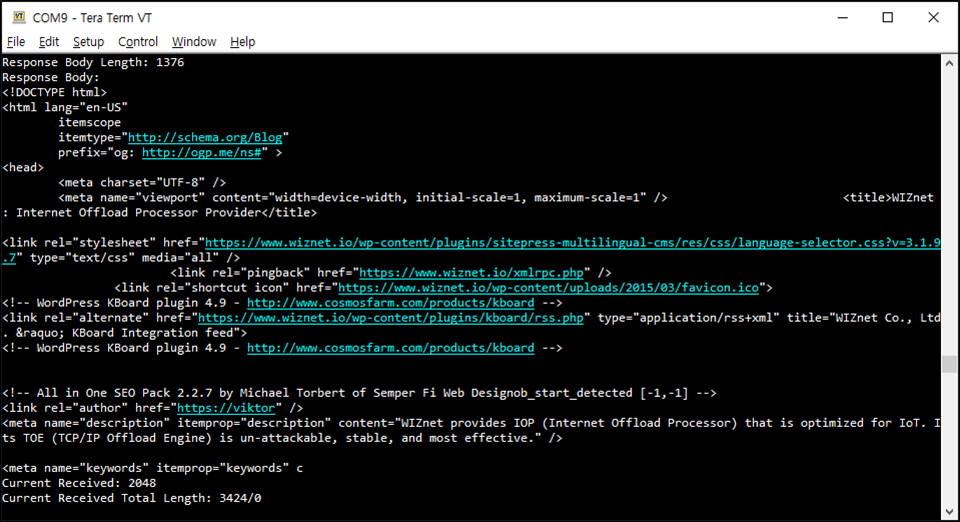 COM9 - Tera Term VT
File Edit Setup Control Window Help
Response Body Length: 1376
Response Body:
<!DOCTYPE html>
<html lang="en-US"
itemscope
itemtype="http://schema.org/Blog"
prefix="og: http://ogp.me/ns#" >
<head>
<meta charset="UTF-8" />
<meta name="viewport" content="width=device-width, initial-scale=1, maximum-scale=1" /> <title>WIZnet
: Internet Offload Processor Provider</title>
<link rel="stylesheet" href="https://www.wiznet.io/wp-content/plugins/sitepress-multilingual-cms/res/css/language-selector.css?v=3.1.9
.7" type="text/css" media="all" />
<link rel="pingback" href="https://www.wiznet.io/xmlrpc.php" />
<link rel="shortcut icon" href="https://www.wiznet.io/wp-content/uploads/2015/03/favicon.ico">
<!-- WordPress KBoard plugin 4.9 - http://www.cosmosfarm.com/products/kboard -->
<link rel="alternate" href="https://www.wiznet.io/wp-content/plugins/kboard/rss.php" type="application/rss+xml" title="WIZnet Co., Ltd
. &raquo; KBoard Integration feed">
<!-- WordPress KBoard plugin 4.9 - http://www.cosmosfarm.com/products/kboard -->
<!-- All in One SEO Pack 2.2.7 by Michael Torbert of Semper Fi Web Designob_start_detected [-1,-1] -->
<link rel="author" href="https://viktor" />
<meta name="description" itemprop="description" content="WIZnet provides IOP (Internet Offload Processor) that is optimized for IoT. I
ts TOE (TCP/IP Offload Engine) is un-attackable, stable, and most effective." />
<meta name="keywords" itemprop="keywords" c
Current Received: 2048
Current Received Total Length: 3424/0